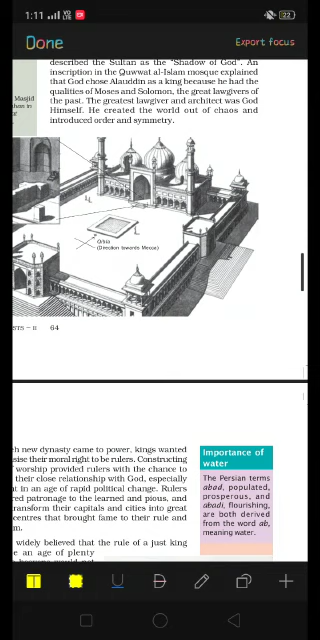 1:11
22
Done
Export focus
described the Sultan as the "Shadow of God". An
inscription in the Quwwat al-Islam mosque explained
that God chose Alauddin as a king because he had the
qualities of Moses and Solomon, the great lawgivers of
the past. The greatest lawgiver and architect was God
Himself. He created the world out of chaos and
introduced order and symmetry.
Masjid
Qibla
(Direction towards Mecca)
STS – II 64
new dynasty came to power, kings wanted
their moral right to be rulers. Constructing
worship provided rulers with the chance to
their close relationship with God, especially
in an age of rapid political change. Rulers
patronage to the learned and pious, and
transform their capitals and cities into great
centres that brought fame to their rule and
widely believed that the rule of a just king
an age of plenty
would not
Importance of
water
The Persian terms
abad, populated,
prosperous, and
abadi, flourishing,
are both derived
from the word ab,
meaning water.
T
U
D